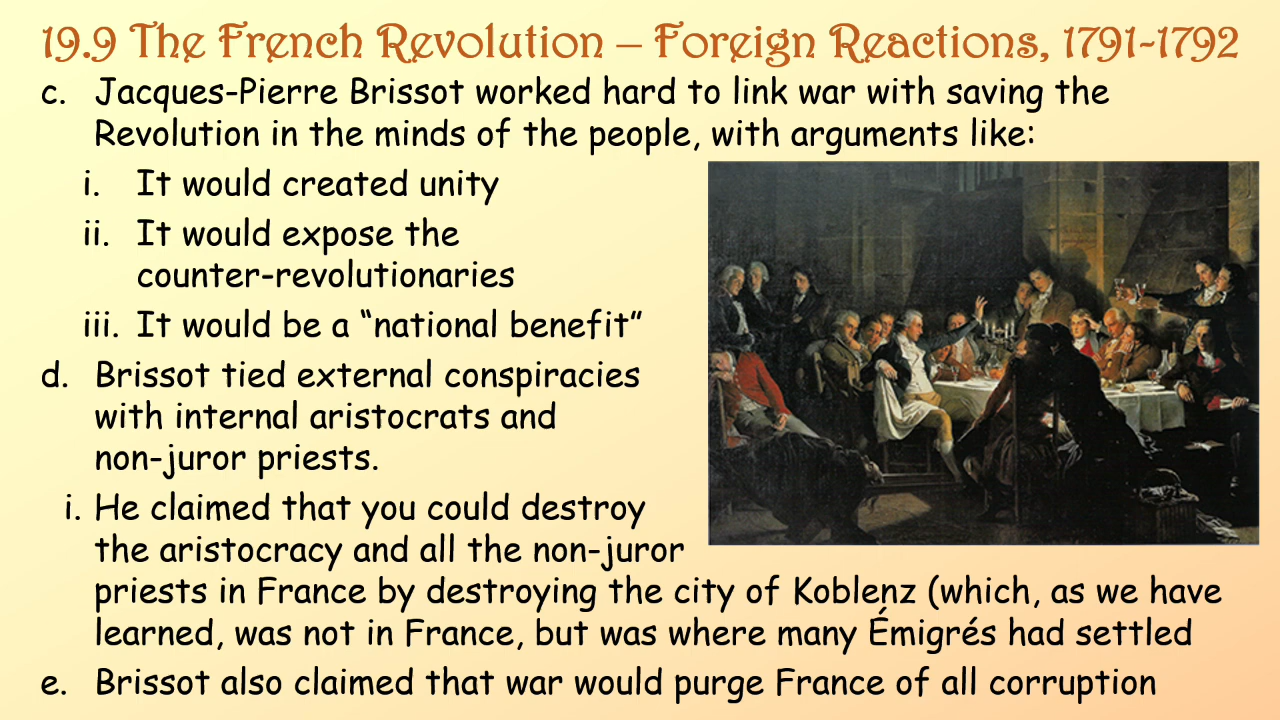 19.9 The French Revolution – Foreign Reactions, 1791-1792
c. Jacques-Pierre Brissot worked hard to link war with saving the
Revolution in the minds of the people, with arguments like:
i. It would created unity
ii. It would expose the
counter-revolutionaries
iii. It would be a “national benefit”
d. Brissot tied external conspiracies
with internal aristocrats and
non-juror priests.
i. He claimed that you could destroy
the aristocracy and all the non-juror
priests in France by destroying the city of Koblenz (which, as we have
learned, was not in France, but was where many Émigrés had settled
e. Brissot also claimed that war would purge France of all corruption